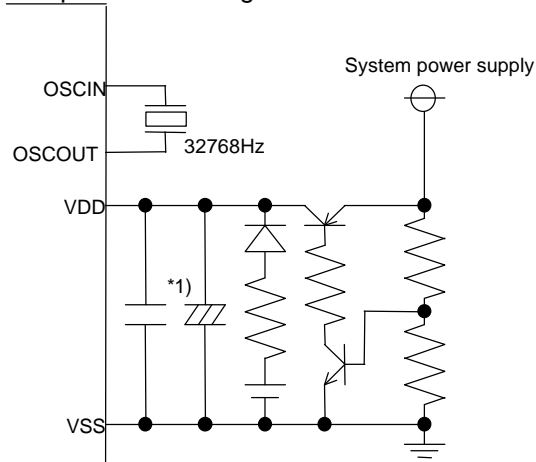 System power supply
OSCIN
OSCOUT
32768Hz
VDD
*1)
VSS